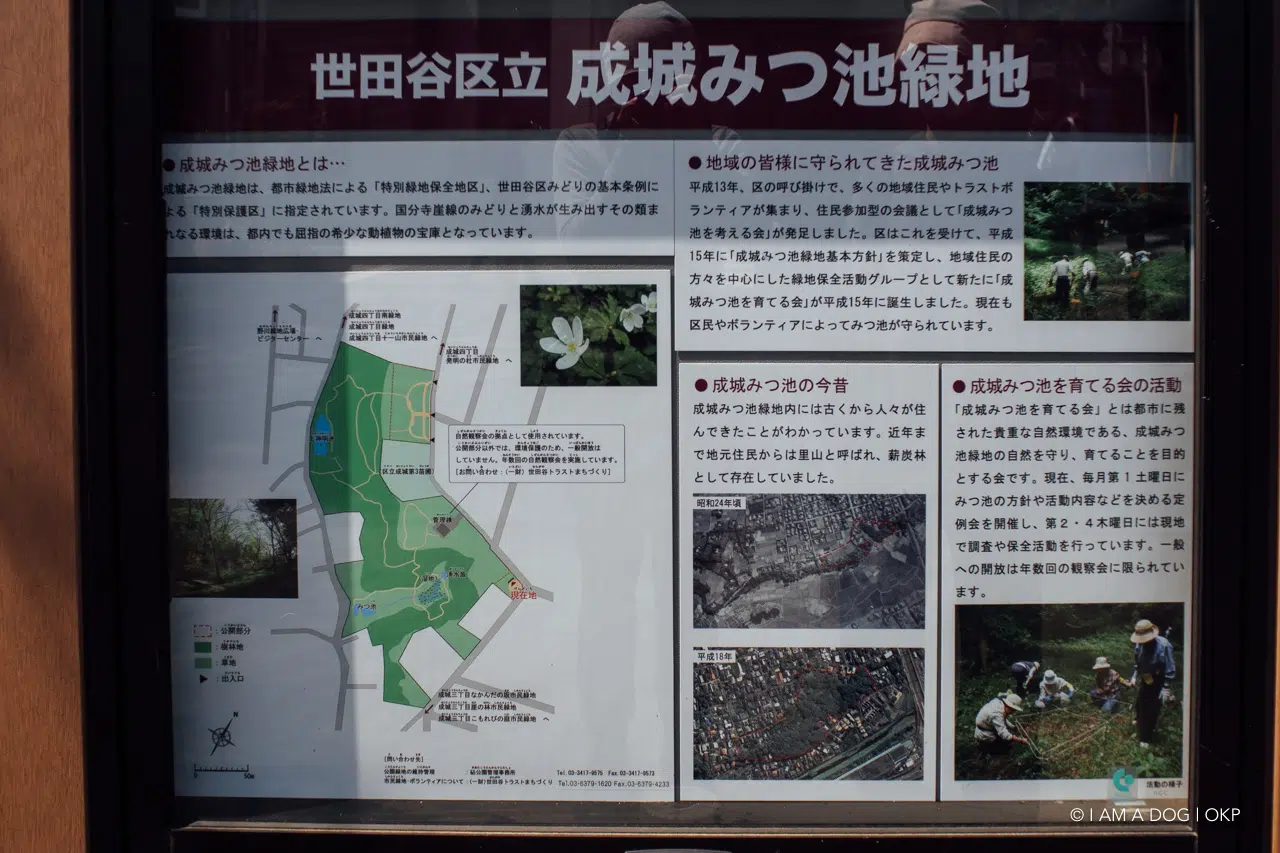 世田谷区立 成城みつ池緑地
● 成城みつ池緑地とは…
成城みつ池緑地は、都市緑地法による「特別緑地保全地区」、世田谷区みどりの基本条例に
よる「特別保護区」に指定されています。国分寺崖線のみどりと湧水が生み出すその類ま
れなる環境は、都内でも屈指の希少な動植物の宝庫となっています。
● 地域の皆様に守られてきた成城みつ池
平成13年、区の呼び掛けで、多くの地域住民やトラストボ
ランティアが集まり、住民参加型の会議として「成城みつ
池を考える会」が発足しました。区はこれを受けて、平成
15年に「成城みつ池緑地基本方針」を策定し、地域住民の
方々を中心にした緑地保全活動グループとして新たに「成
城みつ池を育てる会」が平成15年に誕生しました。現在も
区民やボランティアによってみつ池が守られています。
野川緑地広場・
ビジターセンター へ
成城四丁目南緑地
成城四丁目緑地
成城四丁目十一山市民緑地 へ
成城四丁目
発明の杜市民緑地 へ
自然観察会の拠点として使用されています。
公開部分以外では、環境保護のため、一般開放は
していません。年数回の自然観察会を実施しています。
[お問い合わせ：(一財) 世田谷トラストまちづくり]
区立成城第3苗圃
管理棟
湿地
湧水飯
みつ池
現在地
：公開部分
：樹林地
：草地
：出入口
N
0 50m
成城三丁目なかんだの坂市民緑地
成城三丁目崖の林市民緑地
成城三丁目こもれびの庭市民緑地 へ
[問い合わせ先]
公園緑地の維持管理 ：砧公園管理事務所 Tel.03-3417-9575 Fax.03-3417-9573
市民緑地・ボランティアについて：(一財)世田谷トラストまちづくり Tel.03-6379-1620 Fax.03-6379-4233
● 成城みつ池の今昔
成城みつ池緑地内には古くから人々が住
んできたことがわかっています。近年ま
で地元住民からは里山と呼ばれ、薪炭林
として存在していました。
昭和24年頃
平成18年
● 成城みつ池を育てる会の活動
「成城みつ池を育てる会」とは都市に残
された貴重な自然環境である、成城みつ
池緑地の自然を守り、育てることを目的
とする会です。現在、毎月第１土曜日に
みつ池の方針や活動内容などを決める定
例会を開催し、第２・４木曜日には現地
で調査や保全活動を行っています。一般
への開放は年数回の観察会に限られてい
ます。
活動の様子
© I AM A DOG | OKP